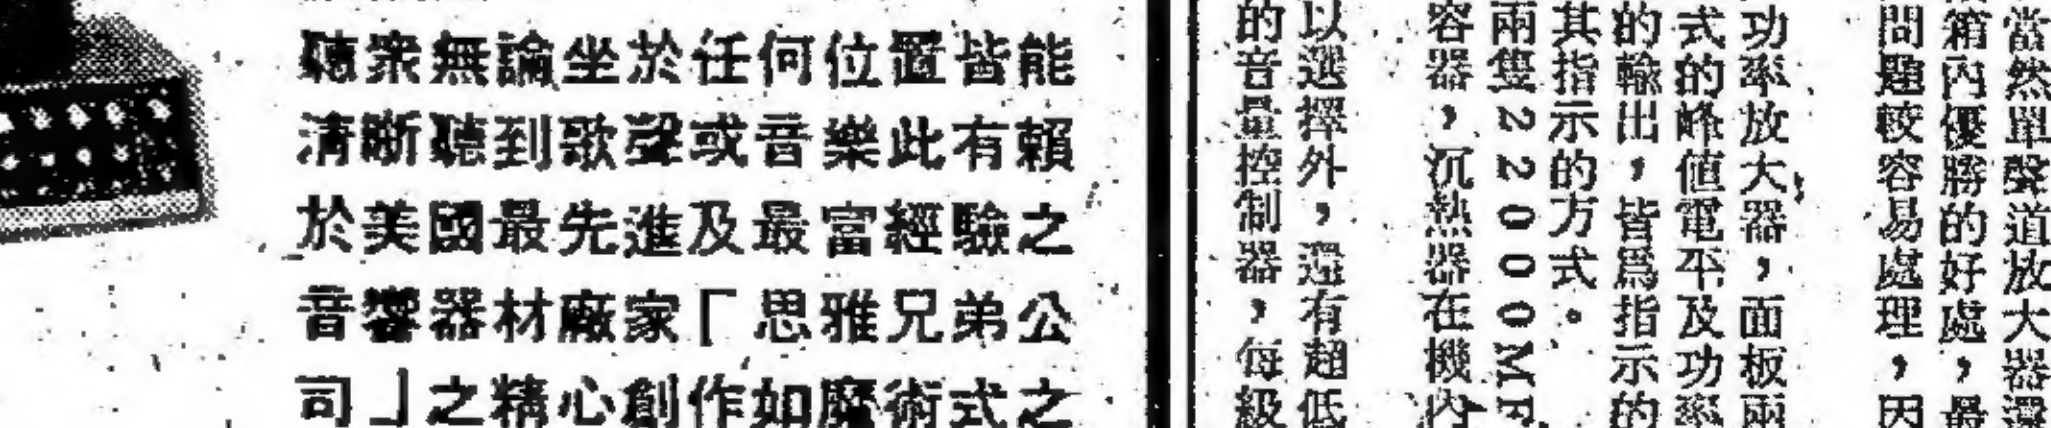 聽衆無論坐於任何位置皆能
清晰聽到歌聲或音樂此有賴
於美國最先進及最富經驗之
音響器材廠家「思雅兄弟公
司」之精心創作如魔術式之
當然單聲道放大器還
箱內優勝的好處，最
問題較容易處理，因
功率放大器，面板兩
式的峰值電平及功率
的輸出，皆爲指示的
其指示的方式。
兩隻22000MF
容器，沉熱器在機內
以選擇外，還有超低
的音量控制器，每級